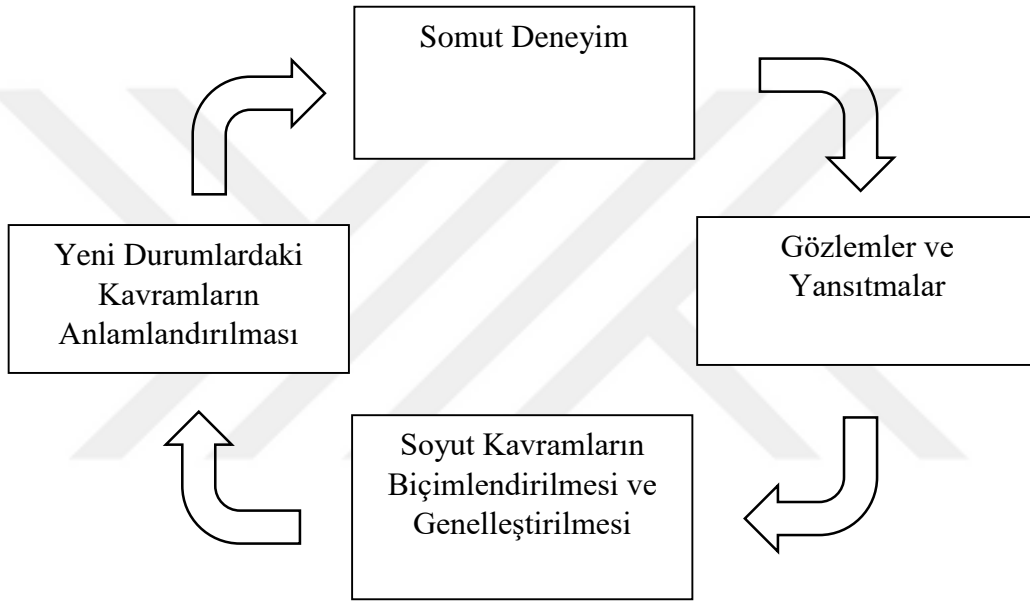 Somut Deneyim
Gözlemler ve
Yansıtmalar
Soyut Kavramların
Biçimlendirilmesi ve
Genelleştirilmesi
Yeni Durumlardaki
Kavramların
Anlamlandırılması